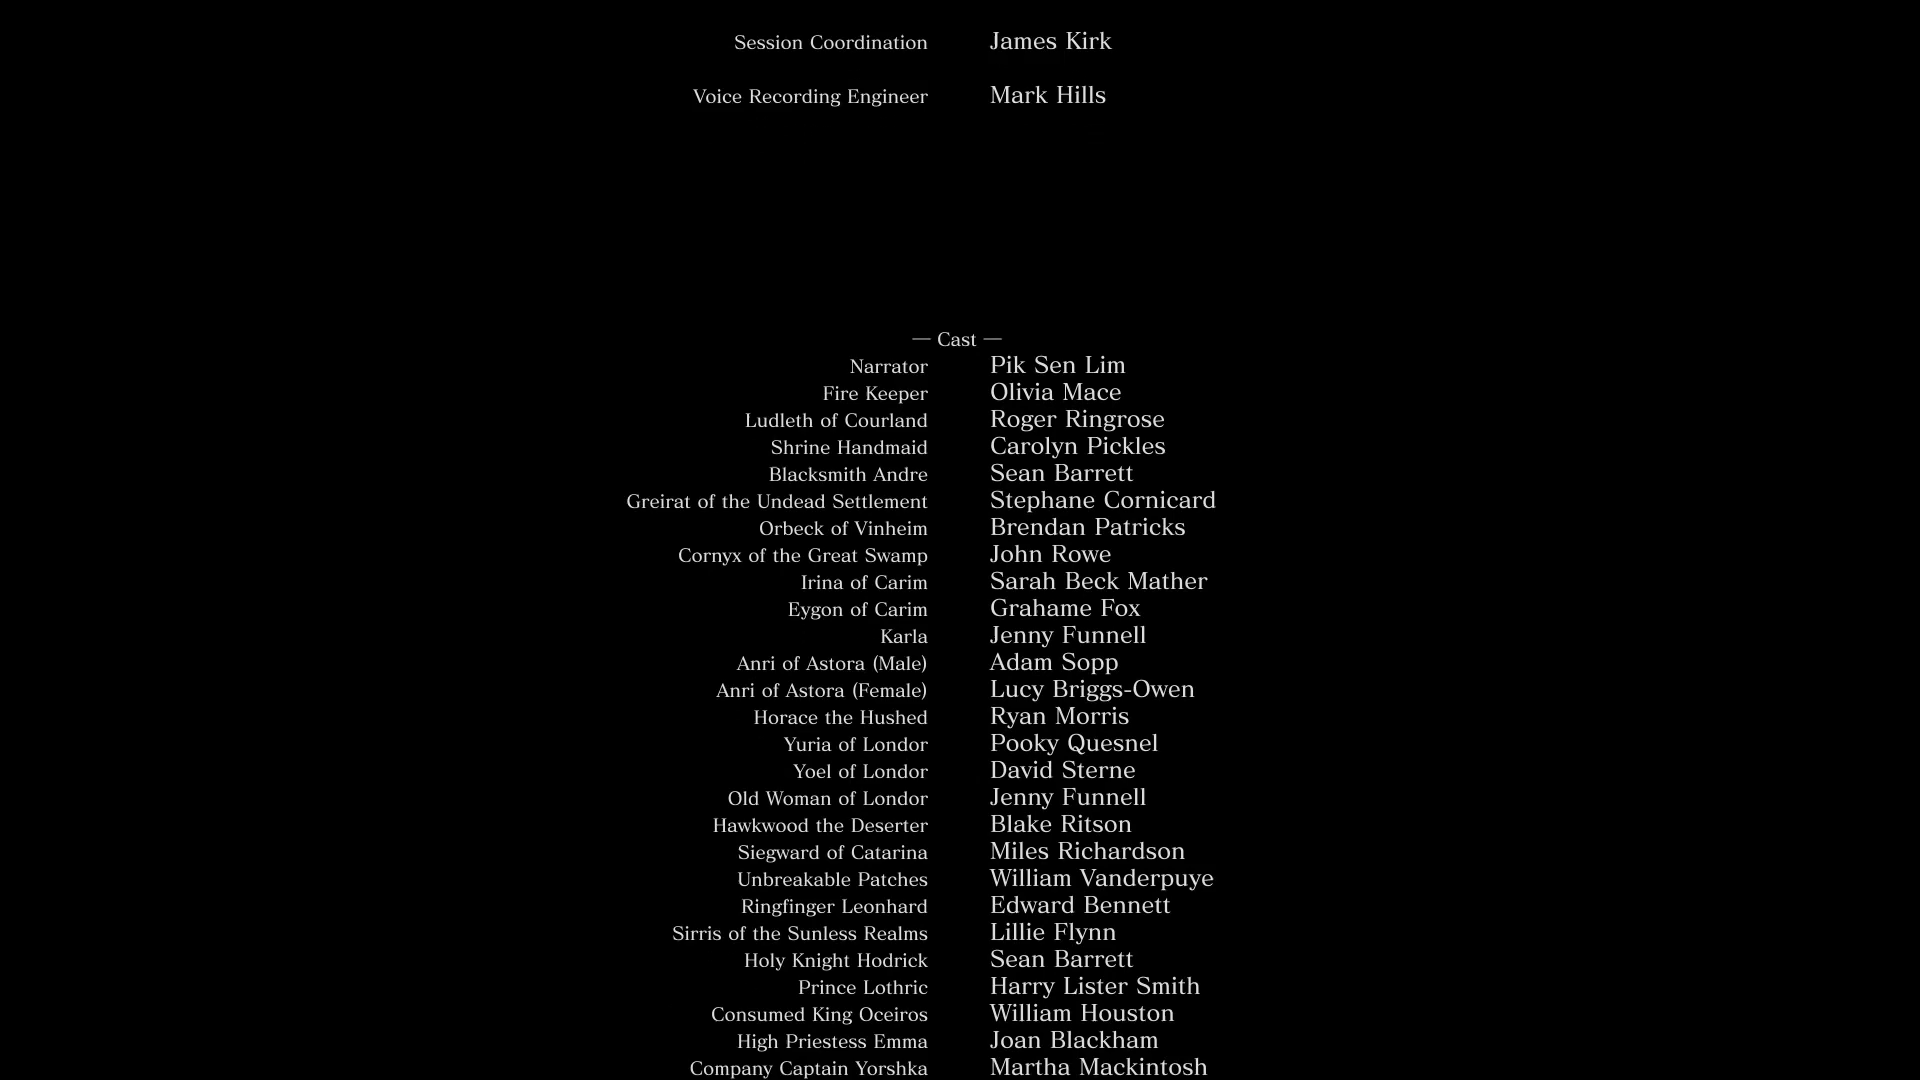 Session Coordination James Kirk
Voice Recording Engineer Mark Hills
— Cast —
Narrator Pik Sen Lim
Fire Keeper Olivia Mace
Ludleth of Courland Roger Ringrose
Shrine Handmaid Carolyn Pickles
Blacksmith Andre Sean Barrett
Greirat of the Undead Settlement Stephane Cornicard
Orbeck of Vinheim Brendan Patricks
Cornyx of the Great Swamp John Rowe
Irina of Carim Sarah Beck Mather
Eygon of Carim Grahame Fox
Karla Jenny Funnell
Anri of Astora (Male) Adam Sopp
Anri of Astora (Female) Lucy Briggs-Owen
Horace the Hushed Ryan Morris
Yuria of Londor Pooky Quesnel
Yoel of Londor David Sterne
Old Woman of Londor Jenny Funnell
Hawkwood the Deserter Blake Ritson
Siegward of Catarina Miles Richardson
Unbreakable Patches William Vanderpuye
Ringfinger Leonhard Edward Bennett
Sirris of the Sunless Realms Lillie Flynn
Holy Knight Hodrick Sean Barrett
Prince Lothric Harry Lister Smith
Consumed King Oceiros William Houston
High Priestess Emma Joan Blackham
Company Captain Yorshka Martha Mackintosh